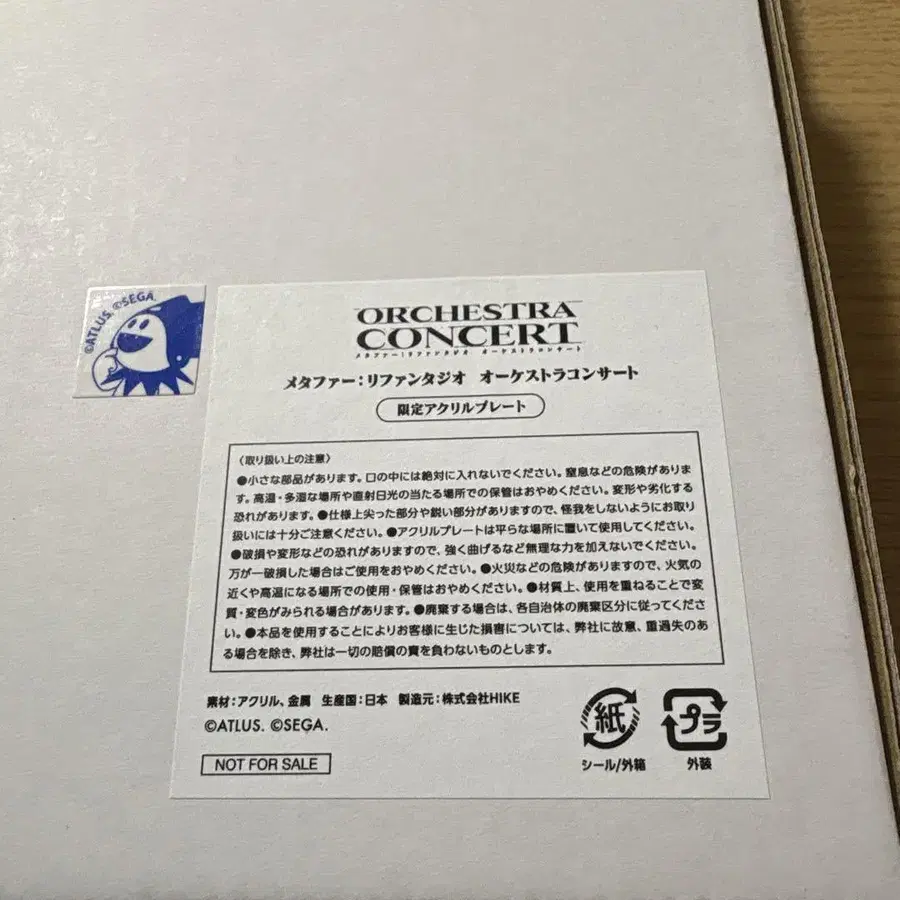 ©ATLUS. ©SEGA.
ORCHESTRA
CONCERT
メタファー：リファンタジオ　オーケストラコンサート
メタファー：リファンタジオ　オーケストラコンサート
限定アクリルプレート
〈取り扱い上の注意〉
●小さな部品があります。口の中には絶対に入れないでください。窒息などの危険がありま
す。高温・多湿な場所や直射日光の当たる場所での保管はおやめください。変形や劣化する
恐れがあります。●仕様上尖った部分や鋭い部分がありますので、怪我をしないようにお取り
扱いには十分ご注意ください。●アクリルプレートは平らな場所に置いて使用してください。
●破損や変形などの恐れがありますので、強く曲げるなど無理な力を加えないでください。
万が一破損した場合はご使用をおやめください。●火災などの危険がありますので、火気の
近くや高温になる場所での使用・保管はおやめください。●材質上、使用を重ねることで変
質・変色がみられる場合があります。●廃棄する場合は、各自治体の廃棄区分に従ってくださ
い。●本品を使用することによりお客様に生じた損害については、弊社に故意、重過失のあ
る場合を除き、弊社は一切の賠償の責を負わないものとします。
素材：アクリル、金属　生産国：日本　製造元：株式会社HIKE
©ATLUS. ©SEGA.
NOT FOR SALE
紙
シール/外箱
プラ
外装